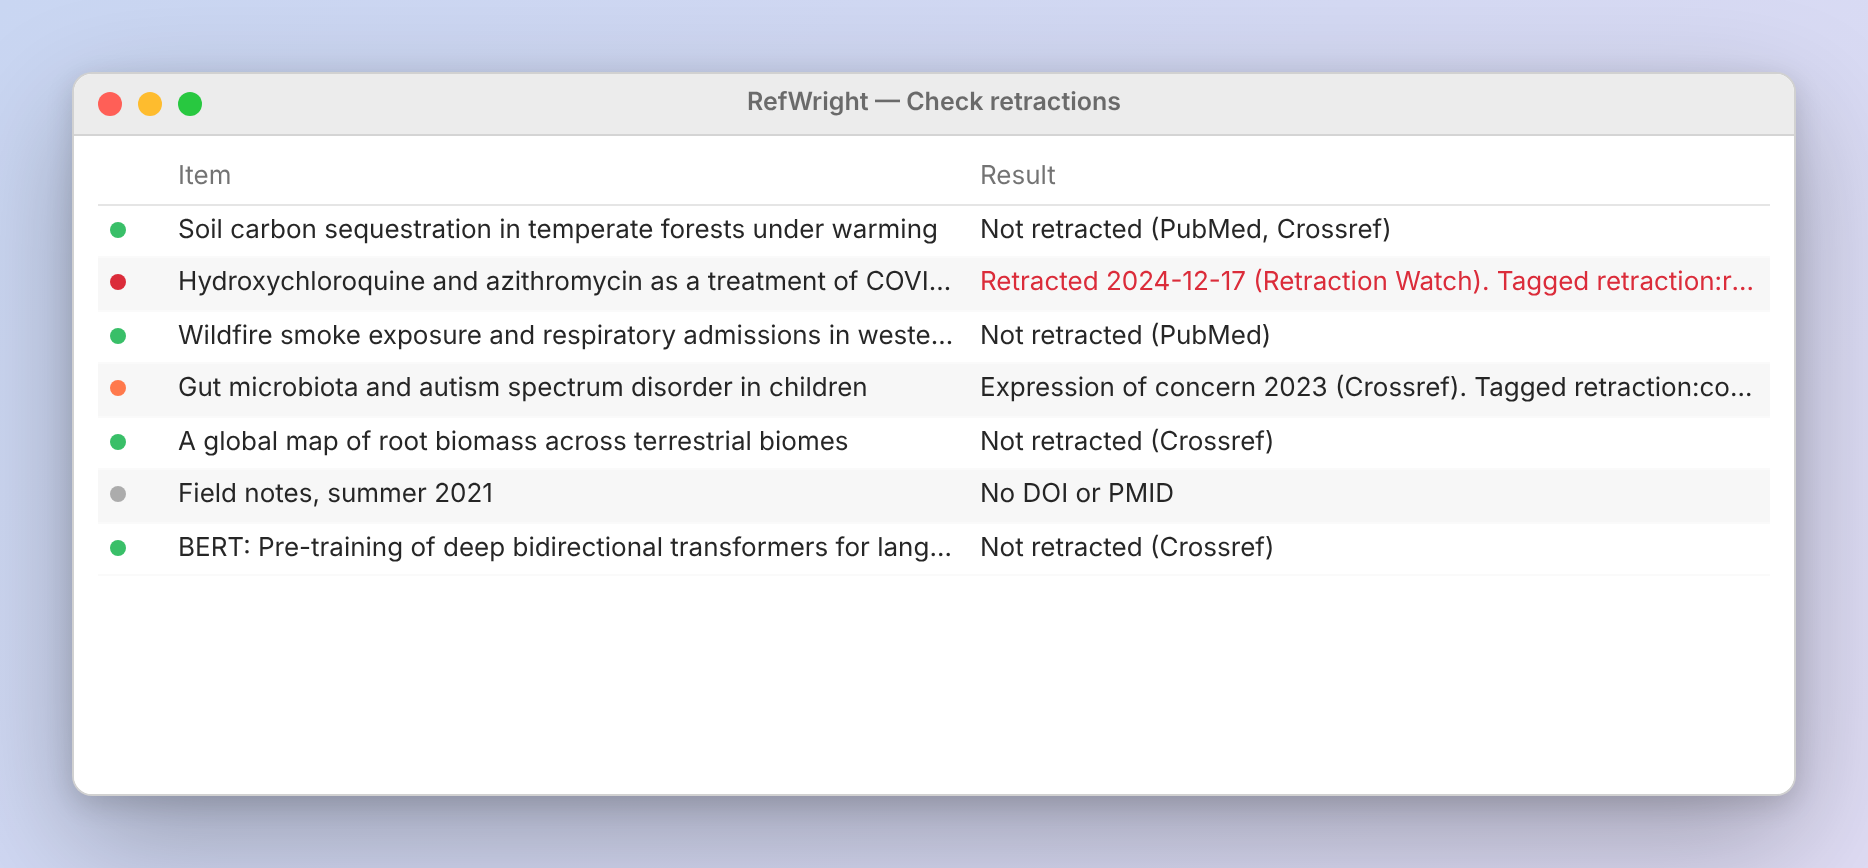 RefWright — Check retractions
Item Result
Soil carbon sequestration in temperate forests under warming Not retracted (PubMed, Crossref)
Hydroxychloroquine and azithromycin as a treatment of COVI... Retracted 2024-12-17 (Retraction Watch). Tagged retraction:r...
Wildfire smoke exposure and respiratory admissions in weste... Not retracted (PubMed)
Gut microbiota and autism spectrum disorder in children Expression of concern 2023 (Crossref). Tagged retraction:co...
A global map of root biomass across terrestrial biomes Not retracted (Crossref)
Field notes, summer 2021 No DOI or PMID
BERT: Pre-training of deep bidirectional transformers for lang... Not retracted (Crossref)